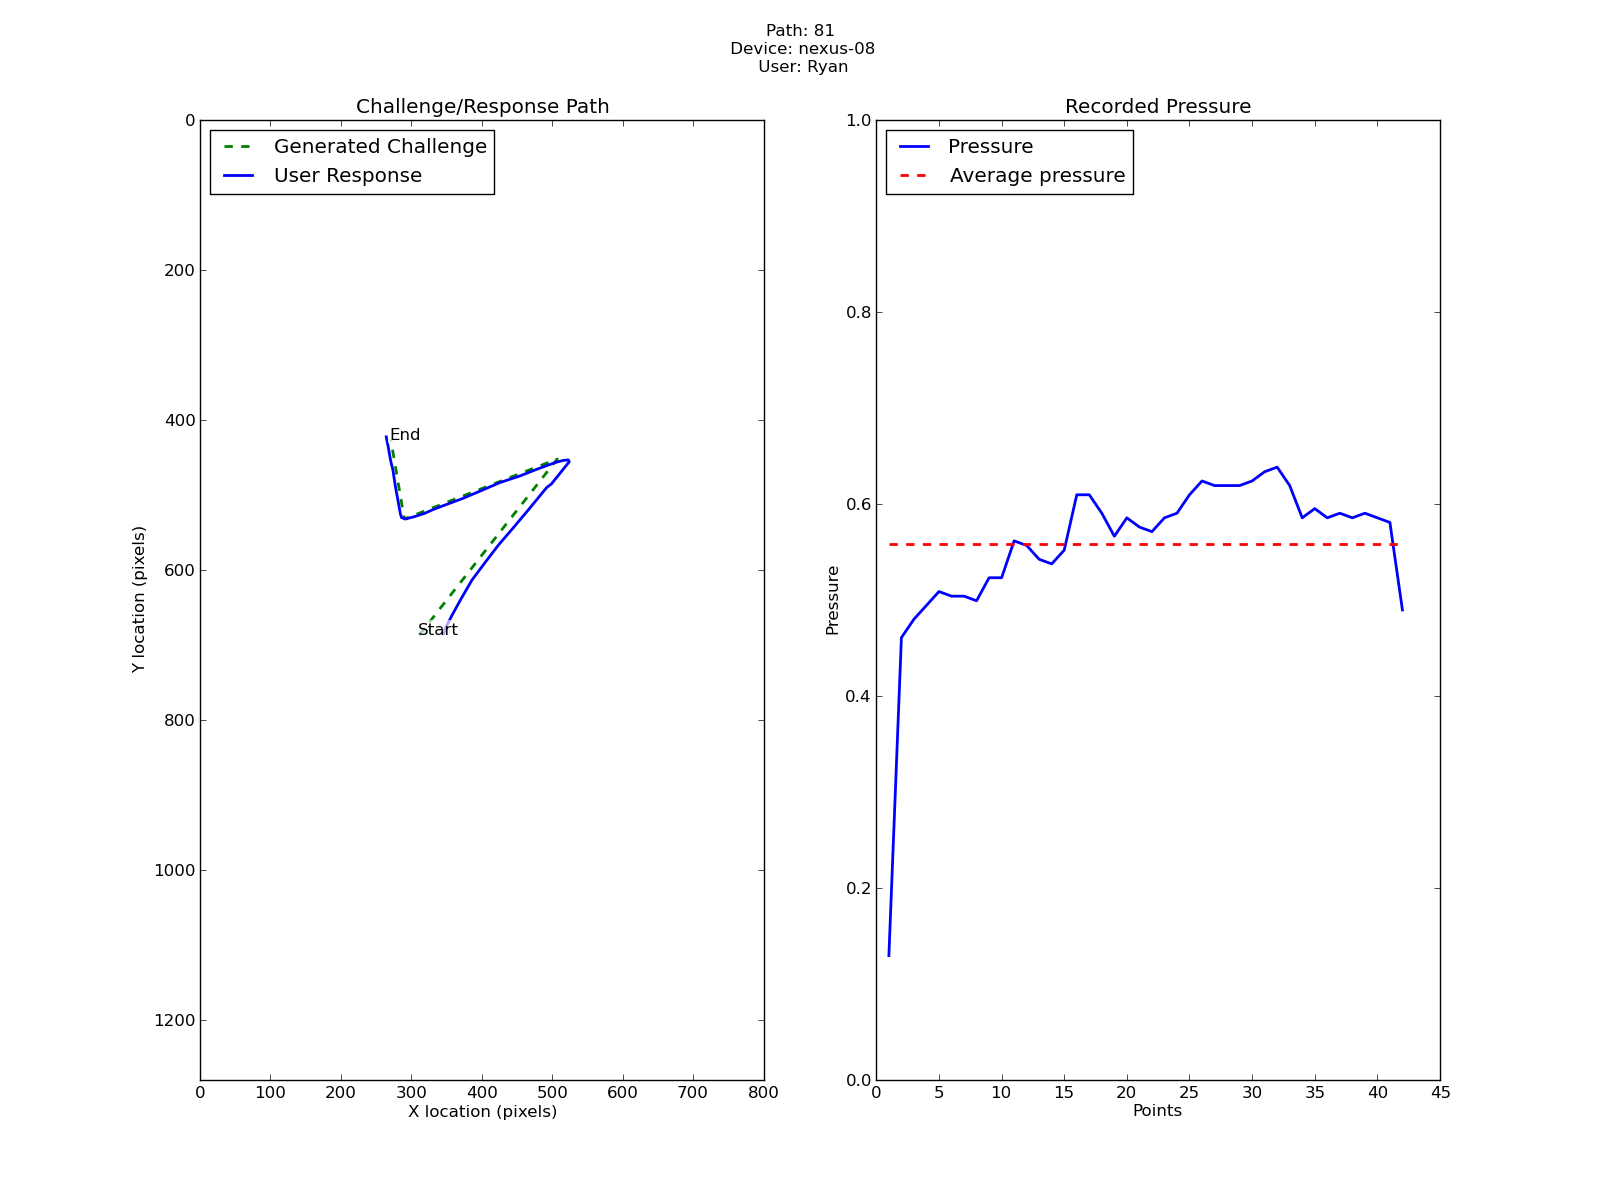 Path: 81
Device: nexus-08
User: Ryan
Challenge/Response Path
Generated Challenge
User Response
0
200
400
600
800
1000
1200
Y location (pixels)
End
Start
0 100 200 300 400 500 600 700 800
X location (pixels)
Recorded Pressure
Pressure
Average pressure
1.0
0.8
0.6
0.4
0.2
0.0
Pressure
0 5 10 15 20 25 30 35 40 45
Points